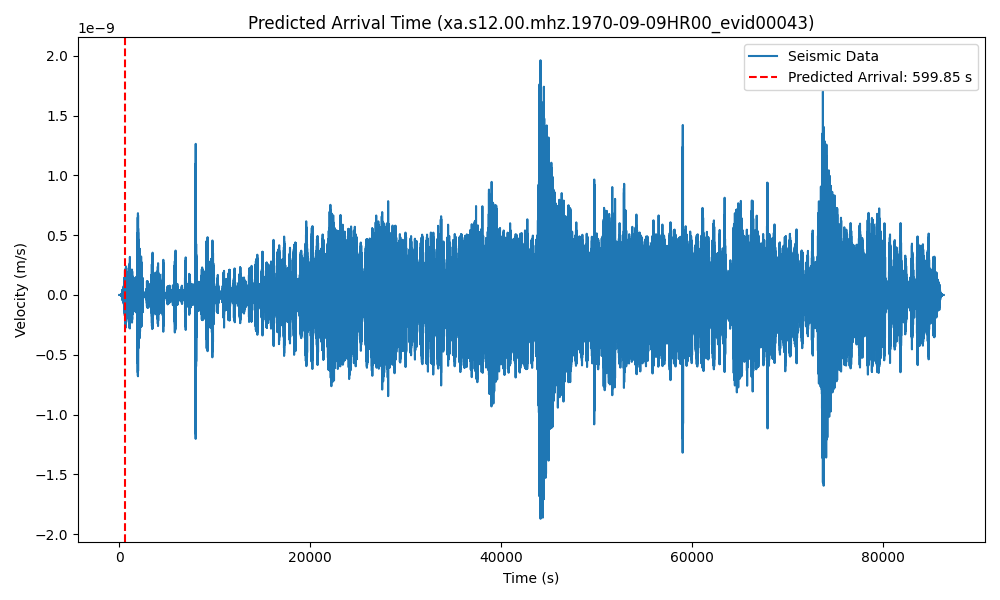 Predicted Arrival Time (xa.s12.00.mhz.1970-09-09HR00_evid00043)
1e−9
Seismic Data
Predicted Arrival: 599.85 s
2.0
1.5
1.0
0.5
0.0
−0.5
−1.0
−1.5
−2.0
Velocity (m/s)
0 20000 40000 60000 80000
Time (s)